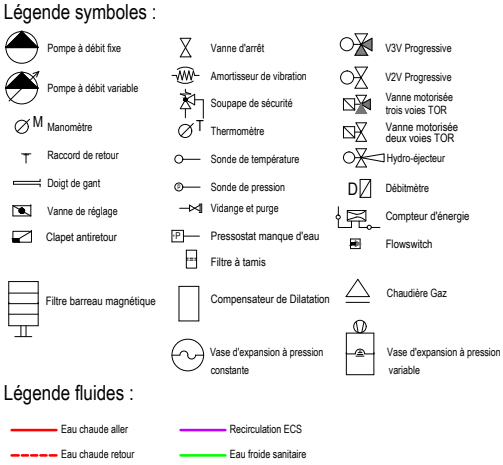 Légende symboles :
Pompe à débit fixe
Vanne d'arrêt
V3V Progressive
Pompe à débit variable
Amortisseur de vibration
V2V Progressive
Soupape de sécurité
Vanne motorisée
trois voies TOR
M Manomètre
T Thermomètre
Vanne motorisée
deux voies TOR
Raccord de retour
Sonde de température
Hydro-éjecteur
Doigt de gant
P Sonde de pression
D Débitmètre
Vanne de réglage
Vidange et purge
Compteur d'énergie
Clapet antiretour
P Pressostat manque d'eau
Flowswitch
Filtre à tamis
Filtre barreau magnétique
Compensateur de Dilatation
Chaudière Gaz
Vase d'expansion à pression
constante
Vase d'expansion à pression
variable
Légende fluides :
Eau chaude aller
Recirculation ECS
Eau chaude retour
Eau froide sanitaire